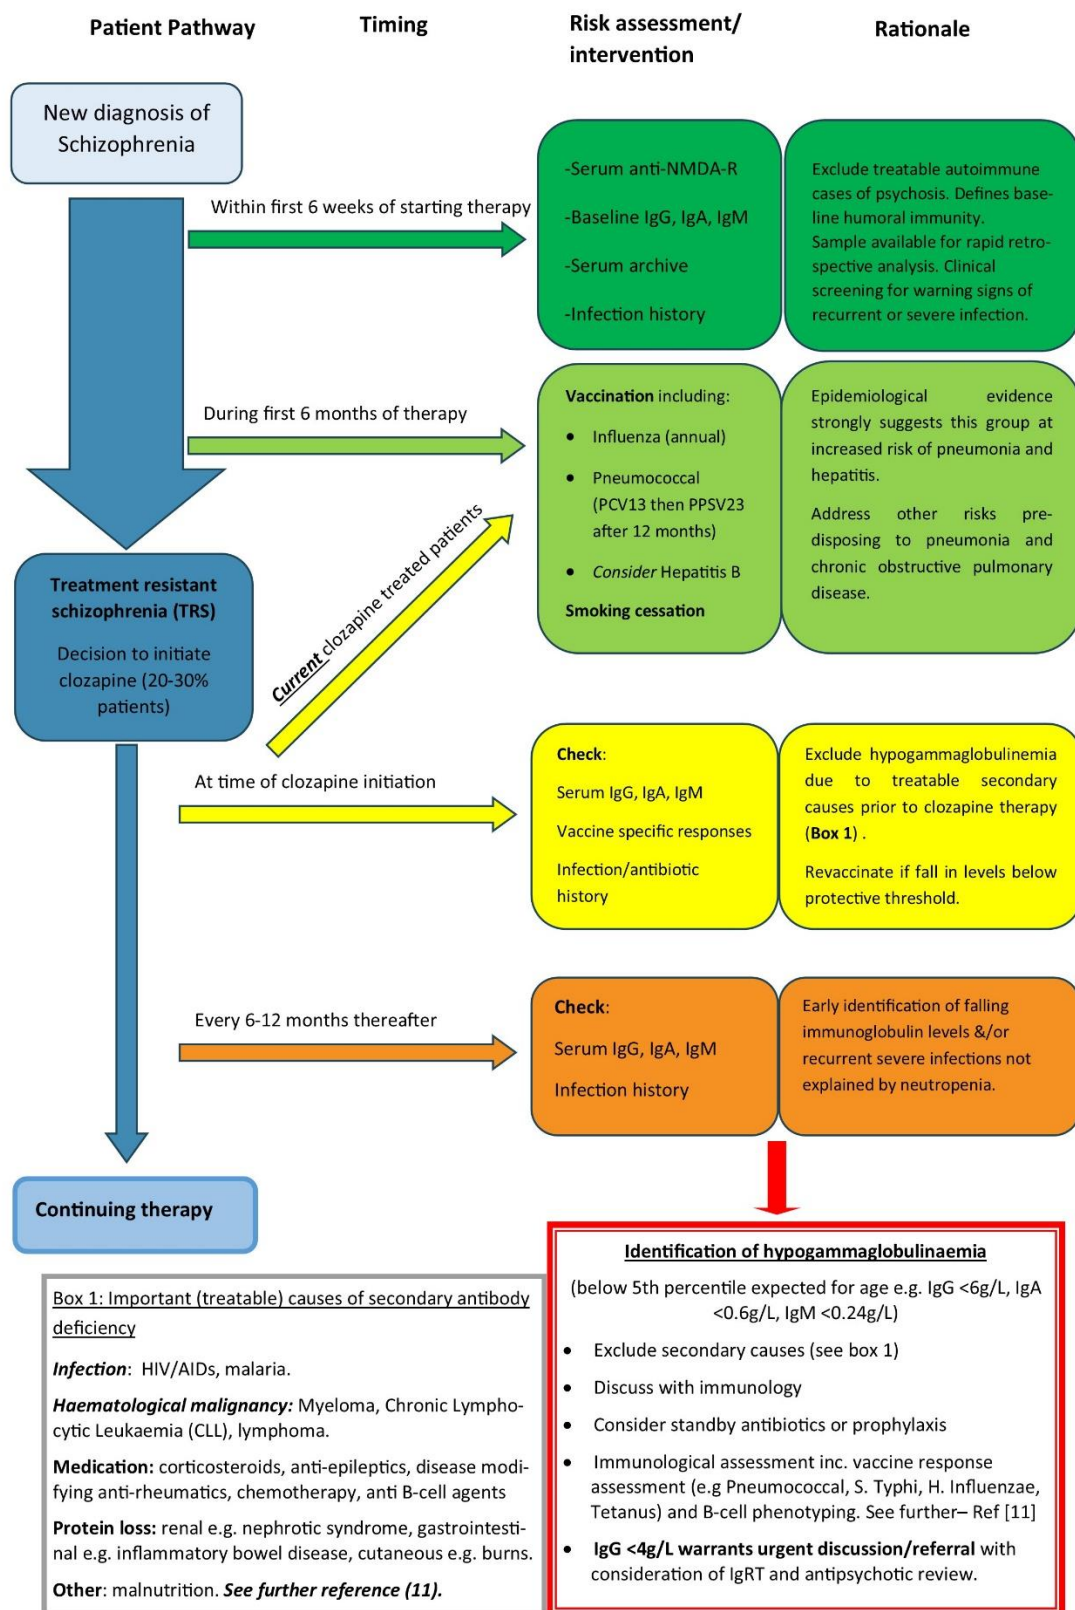 Patient Pathway
Timing
Risk assessment/
intervention
Rationale
New diagnosis of
Schizophrenia
Within first 6 weeks of starting therapy
-Serum anti-NMDA-R
-Baseline IgG, IgA, IgM
-Serum archive
-Infection history
Exclude treatable autoimmune
cases of psychosis. Defines base-
line humoral immunity.
Sample available for rapid retro-
spective analysis. Clinical
screening for warning signs of
recurrent or severe infection.
During first 6 months of therapy
Vaccination including:
• Influenza (annual)
• Pneumococcal
(PCV13 then PPSV23
after 12 months)
• Consider Hepatitis B
Smoking cessation
Epidemiological evidence
strongly suggests this group at
increased risk of pneumonia and
hepatitis.
Address other risks pre-
disposing to pneumonia and
chronic obstructive pulmonary
disease.
Current clozapine treated patients
Treatment resistant
schizophrenia (TRS)
Decision to initiate
clozapine (20-30%
patients)
At time of clozapine initiation
Check:
Serum IgG, IgA, IgM
Vaccine specific responses
Infection/antibiotic
history
Exclude hypogammaglobulinemia
due to treatable secondary
causes prior to clozapine therapy
(Box 1) .
Revaccinate if fall in levels below
protective threshold.
Every 6-12 months thereafter
Check:
Serum IgG, IgA, IgM
Infection history
Early identification of falling
immunoglobulin levels &/or
recurrent severe infections not
explained by neutropenia.
Continuing therapy
Box 1: Important (treatable) causes of secondary antibody
deficiency
Infection: HIV/AIDs, malaria.
Haematological malignancy: Myeloma, Chronic Lympho-
cytic Leukaemia (CLL), lymphoma.
Medication: corticosteroids, anti-epileptics, disease modi-
fying anti-rheumatics, chemotherapy, anti B-cell agents
Protein loss: renal e.g. nephrotic syndrome, gastrointesti-
nal e.g. inflammatory bowel disease, cutaneous e.g. burns.
Other: malnutrition. See further reference (11).
Identification of hypogammaglobulinaemia
(below 5th percentile expected for age e.g. IgG <6g/L, IgA
<0.6g/L, IgM <0.24g/L)
• Exclude secondary causes (see box 1)
• Discuss with immunology
• Consider standby antibiotics or prophylaxis
• Immunological assessment inc. vaccine response
assessment (e.g Pneumococcal, S. Typhi, H. Influenzae,
Tetanus) and B-cell phenotyping. See further– Ref [11]
• IgG <4g/L warrants urgent discussion/referral with
consideration of IgRT and antipsychotic review.